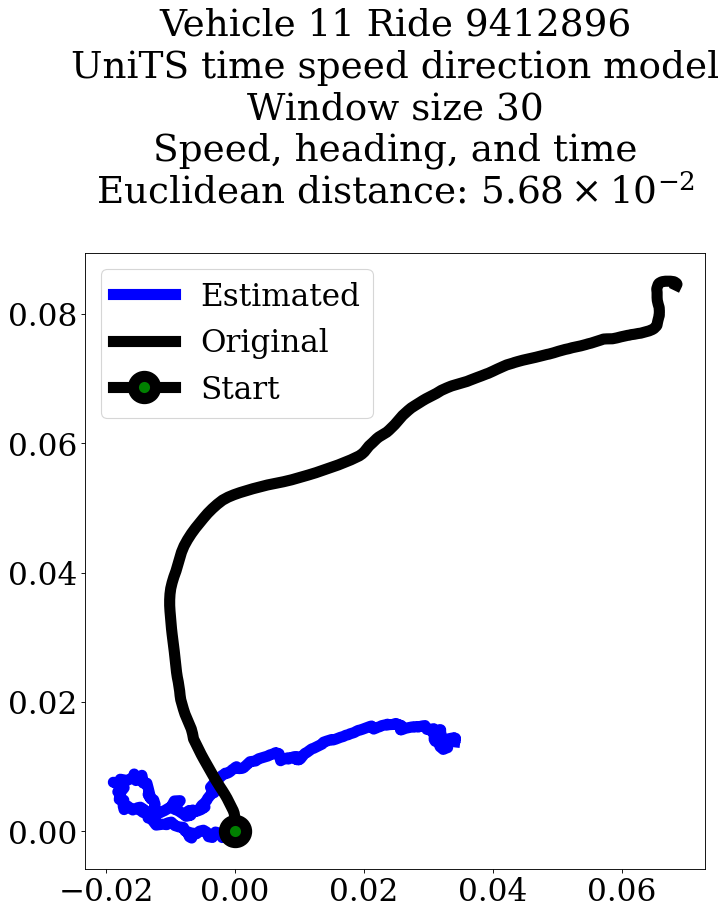 Vehicle 11 Ride 9412896
UniTS time speed direction model
Window size 30
Speed, heading, and time
Euclidean distance: 5.68 × 10⁻²
Estimated
Original
Start
0.08
0.06
0.04
0.02
0.00
−0.02 0.00 0.02 0.04 0.06